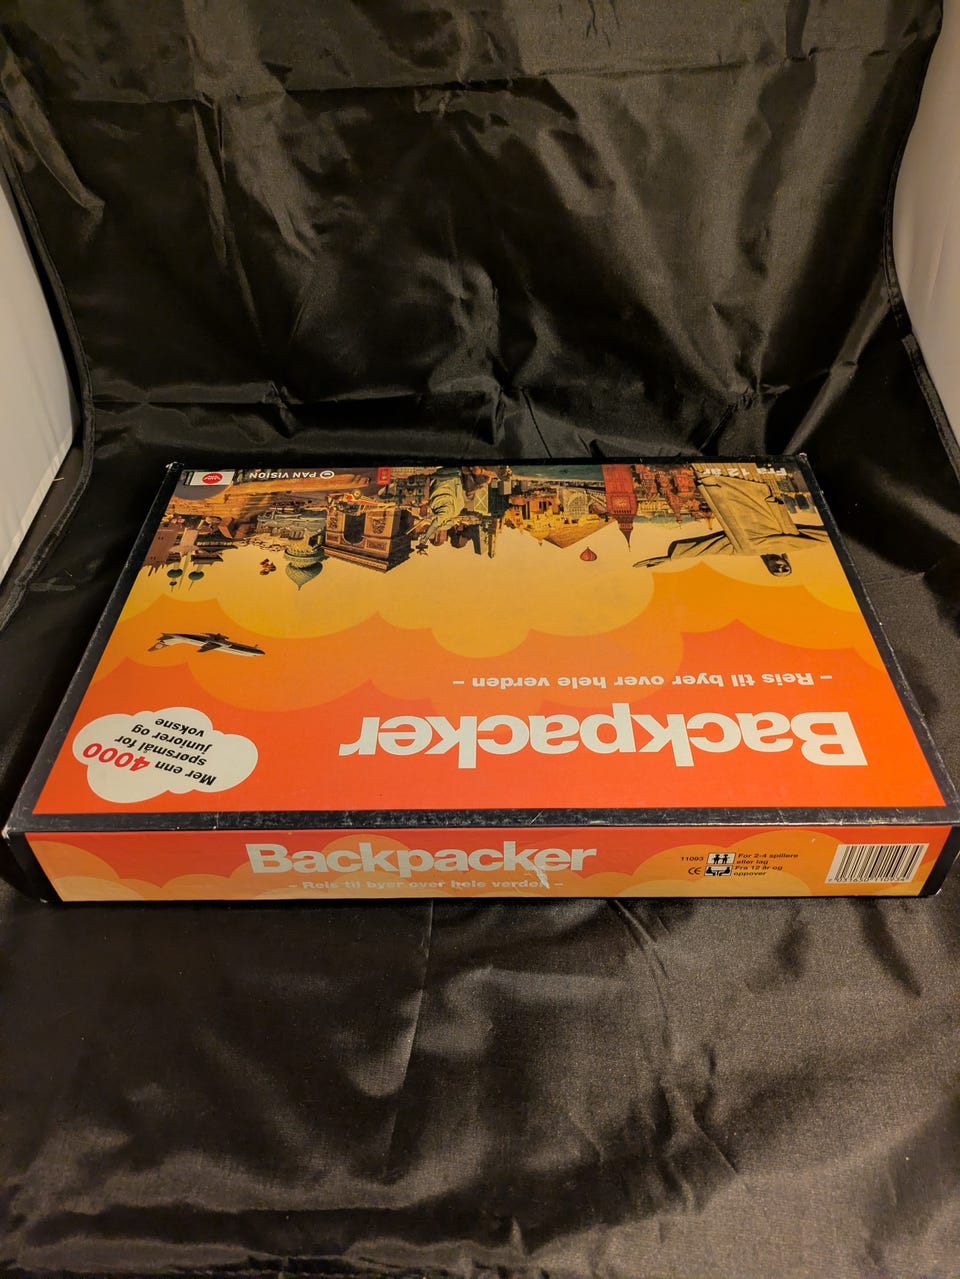 Backpacker
– Reis til byer over hele verden –
Mer enn 4000
spørsmål for
juniorer og
voksne
Fra 12 år
PAN VISION
Backpacker
– Reis til byer over hele verden –
11093
For 2-4 spillere
eller lag
CE
Fra 12 år og
oppover